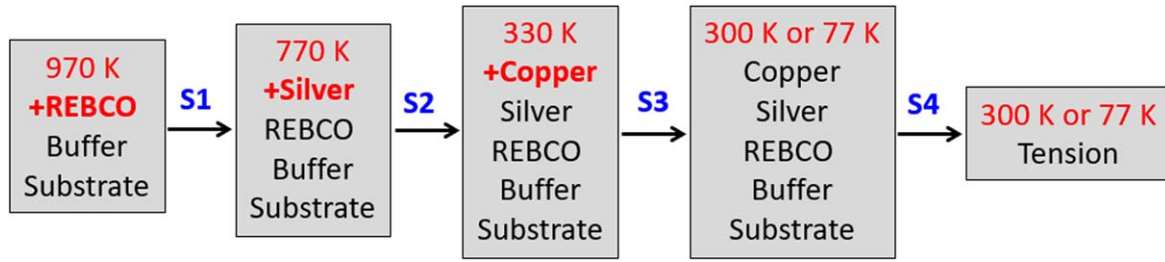 970 K
+REBCO
Buffer
Substrate
S1
770 K
+Silver
REBCO
Buffer
Substrate
S2
330 K
+Copper
Silver
REBCO
Buffer
Substrate
S3
300 K or 77 K
Copper
Silver
REBCO
Buffer
Substrate
S4
300 K or 77 K
Tension